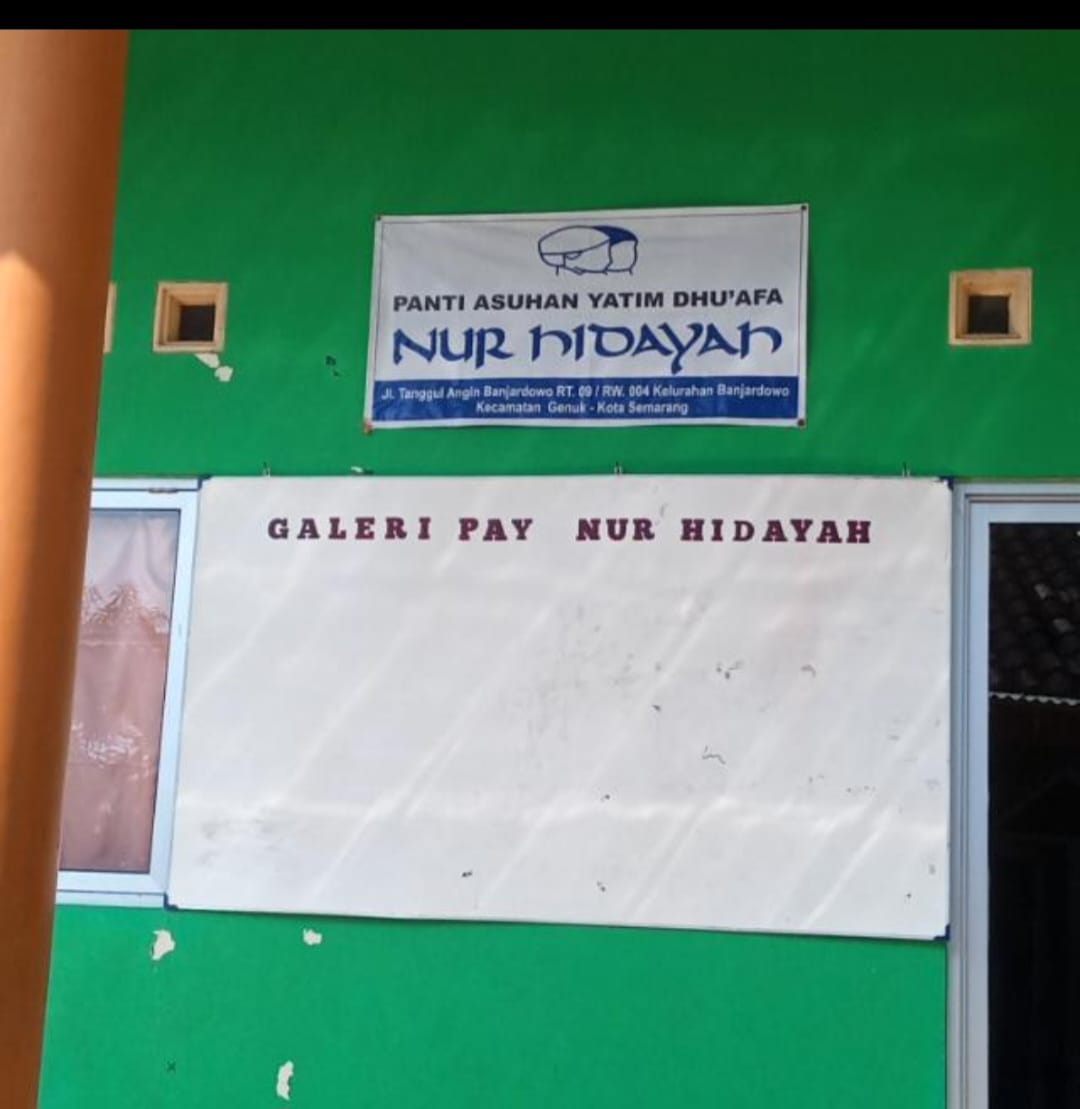 PANTI ASUHAN YATIM DHU'AFA
NUR HIDAYAH
Jl. Tanggul Angin Banjardowo RT. 09 / RW. 004 Kelurahan Banjardowo
Kecamatan Genuk - Kota Semarang
GALERI PAY NUR HIDAYAH